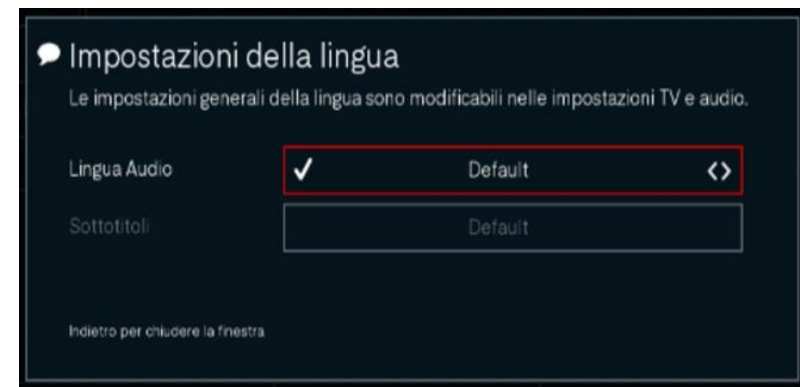 Impostazioni della lingua
Le impostazioni generali della lingua sono modificabili nelle impostazioni TV e audio.
Lingua Audio Default
Sottotitoli Default
Indietro per chiudere la finestra